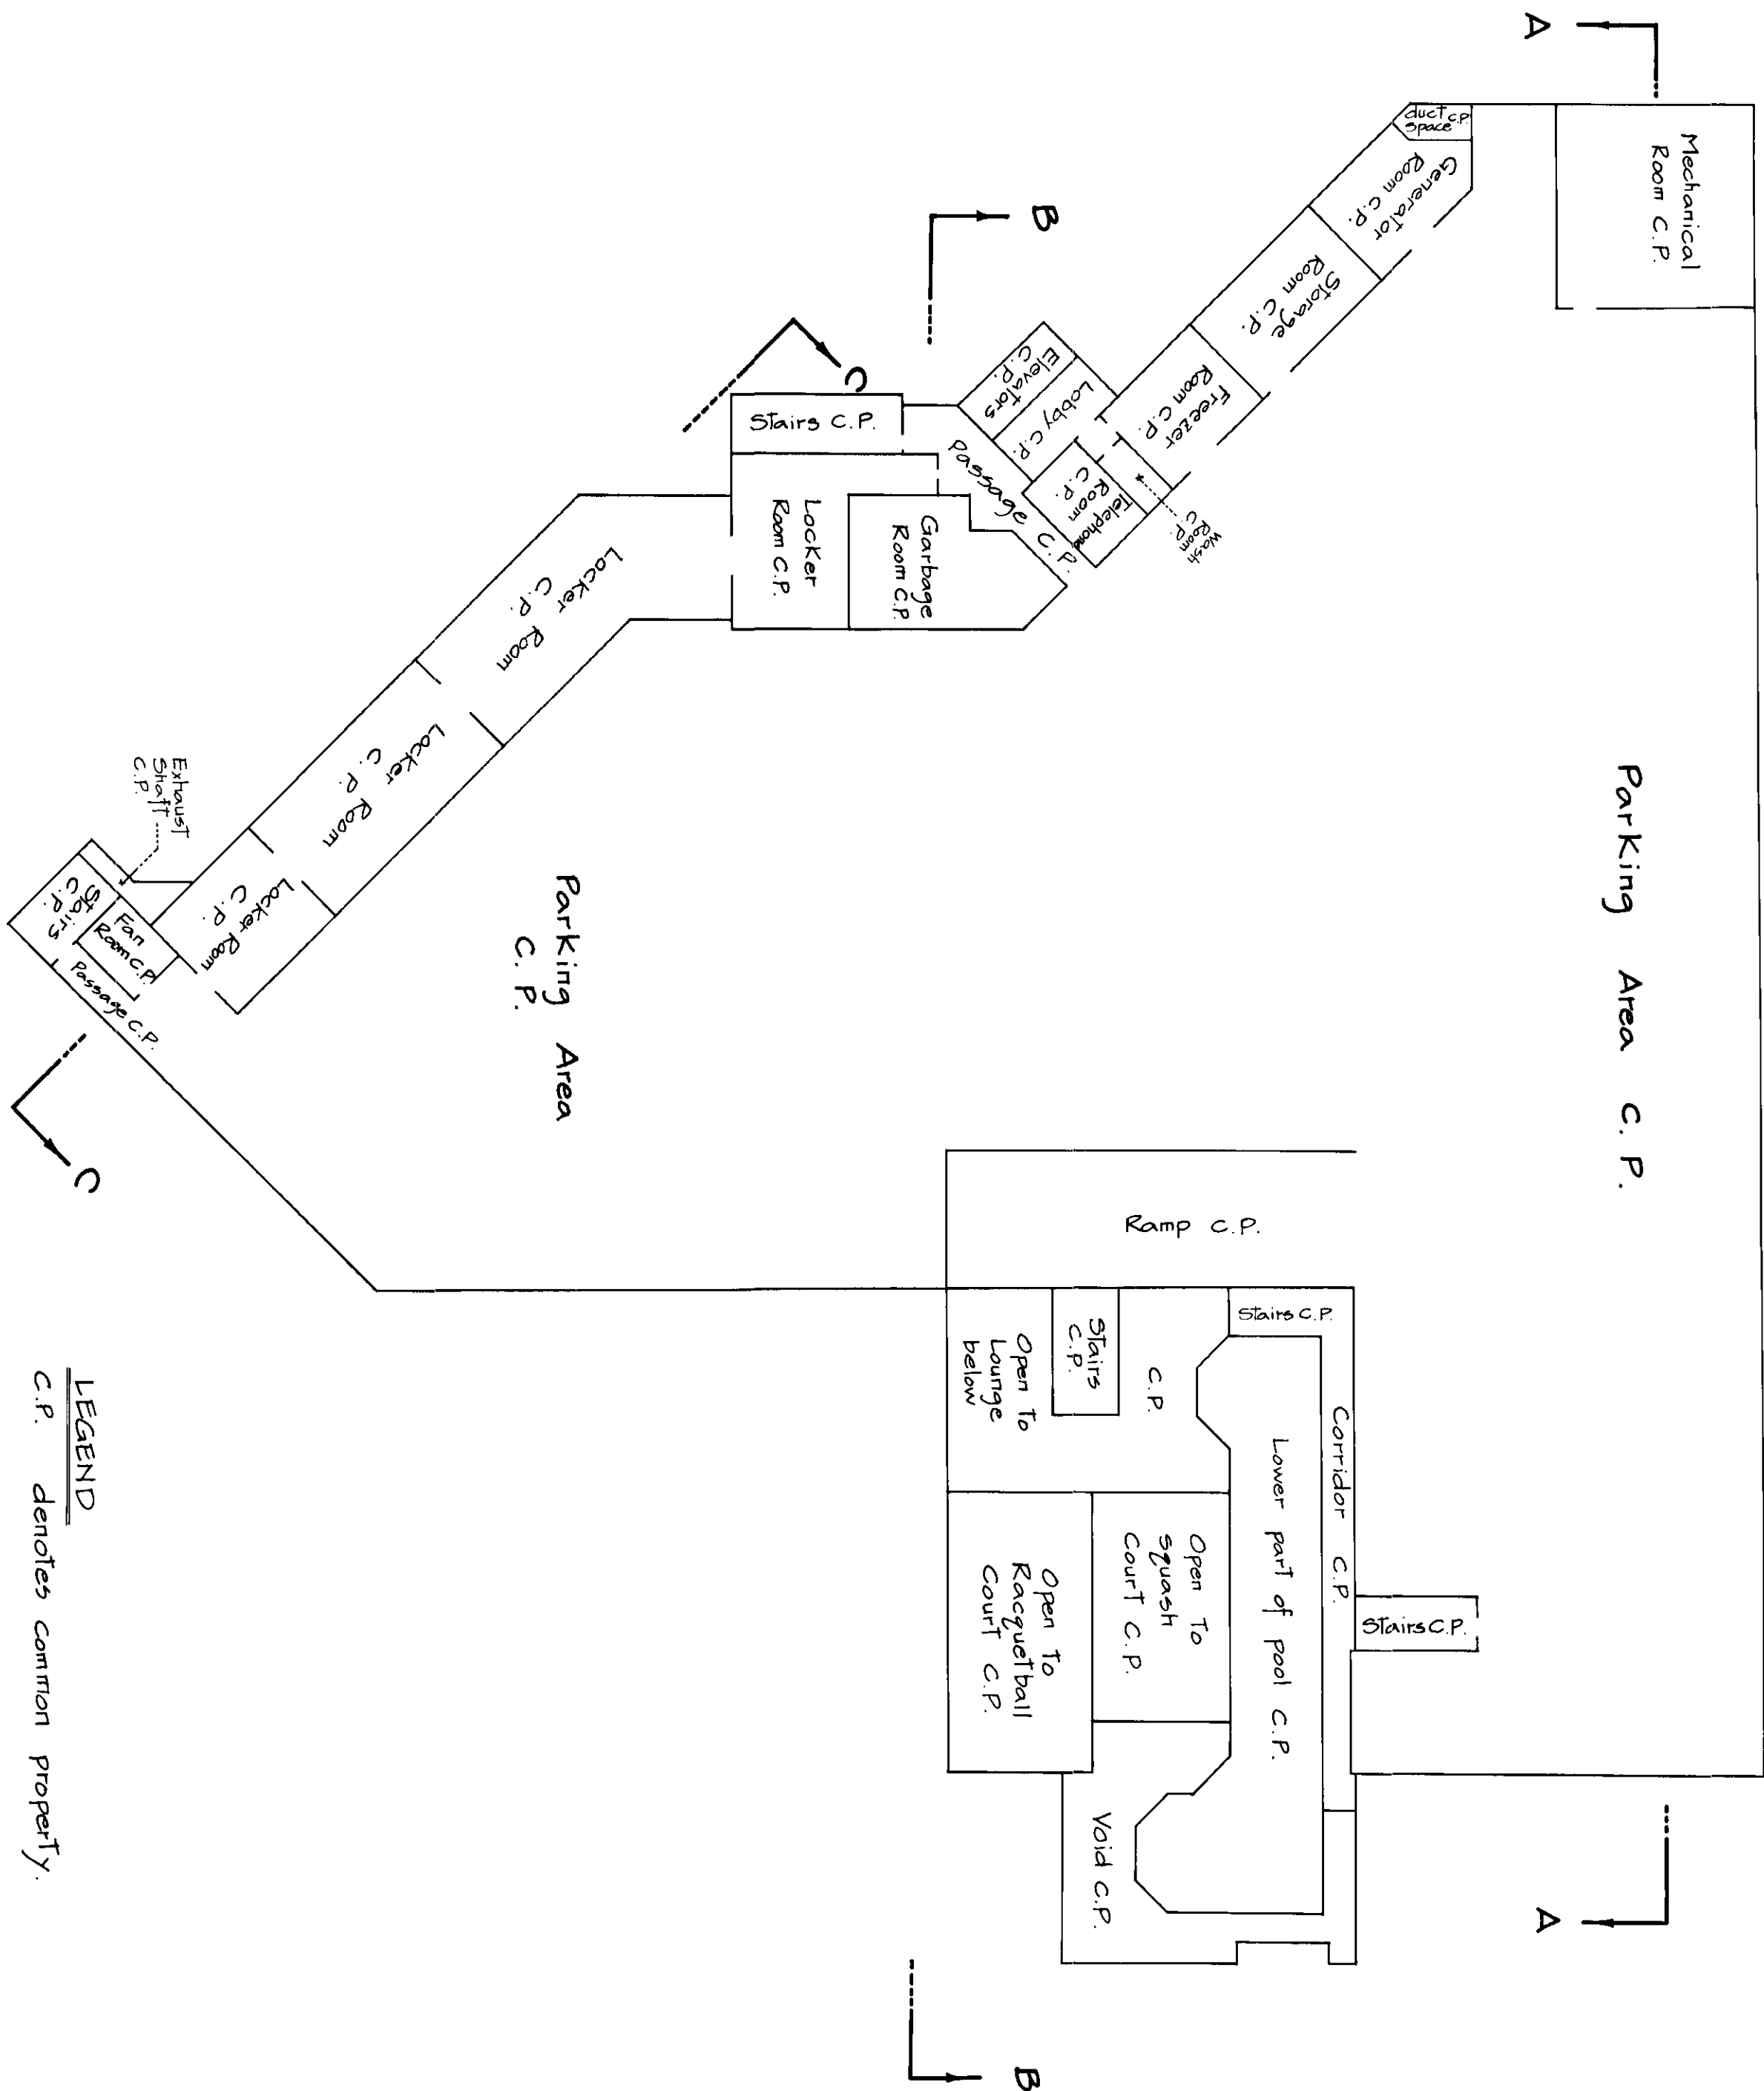 A
Mechanical
Room C.P.
duct C.P.
space
Generator
Room C.P.
Storage
Room C.P.
Freezer
Room C.P.
B
Elevators
C.P.
Lobby C.P.
Telephone
Room
C.P.
Wash
Room
C.P.
Passage C.P.
C
Stairs C.P.
Locker
Room C.P.
Garbage
Room C.P.
Locker Room
C.P.
Locker Room
C.P.
Locker Room
C.P.
Exhaust
Shaft
C.P.
Stairs
C.P.
Fan
Room C.P.
Passage C.P.
C
Parking Area C.P.
Parking Area
C.P.
Ramp C.P.
Stairs C.P.
Stairs
C.P.
C.P.
Open To
Lounge
below
Corridor C.P.
Lower part of pool C.P.
Open To
Squash
Court C.P.
Open To
Racquetball
Court C.P.
Stairs C.P.
Void C.P.
A
B
LEGEND
C.P. denotes common property.